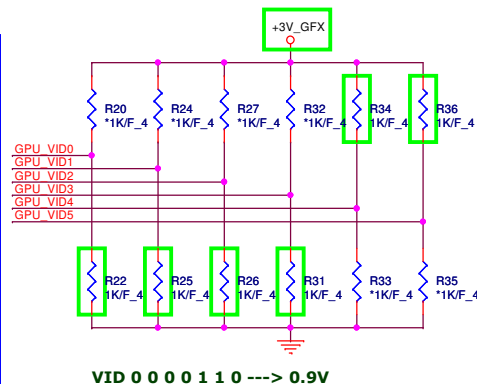 +3V_GFX
R20 R24 R27 R32 R34 R36
*1K/F_4 *1K/F_4 *1K/F_4 *1K/F_4 1K/F_4 1K/F_4
GPU_VID0
GPU_VID1
GPU_VID2
GPU_VID3
GPU_VID4
GPU_VID5
R22 R25 R26 R31 R33 R35
1K/F_4 1K/F_4 1K/F_4 1K/F_4 *1K/F_4 *1K/F_4
VID 0 0 0 0 1 1 0 ---> 0.9V